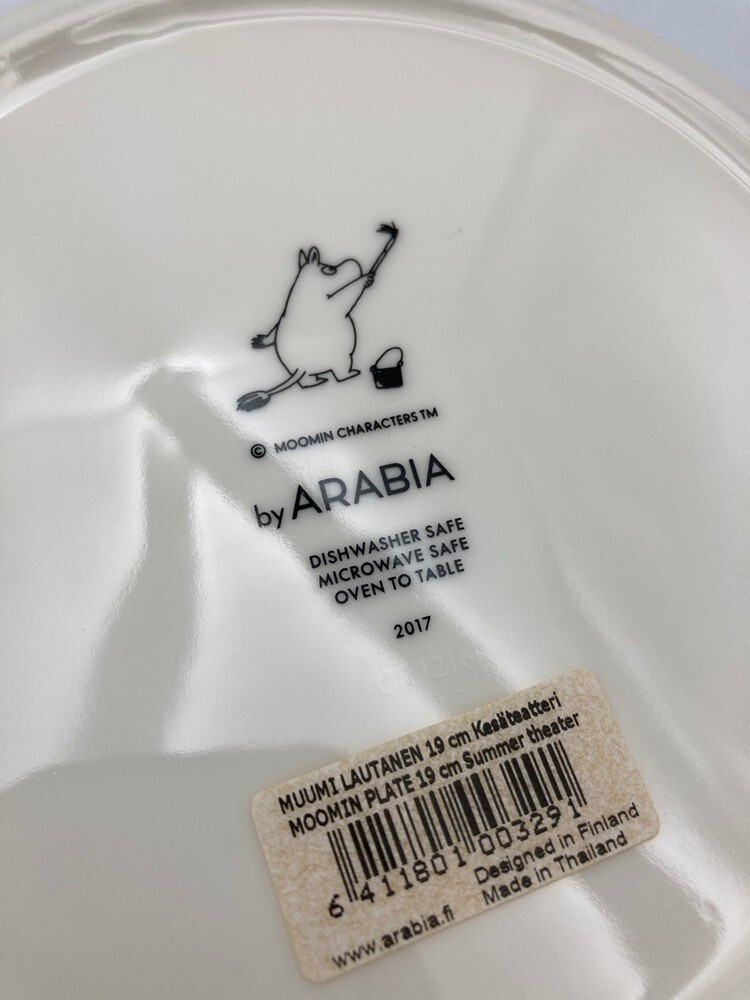 © MOOMIN CHARACTERS TM
by ARABIA
DISHWASHER SAFE
MICROWAVE SAFE
OVEN TO TABLE
2017
MUUMI LAUTANEN 19 cm Kesäteatteri
MOOMIN PLATE 19 cm Summer theater
6 411801 003291
Designed in Finland
Made in Thailand
www.arabia.fi